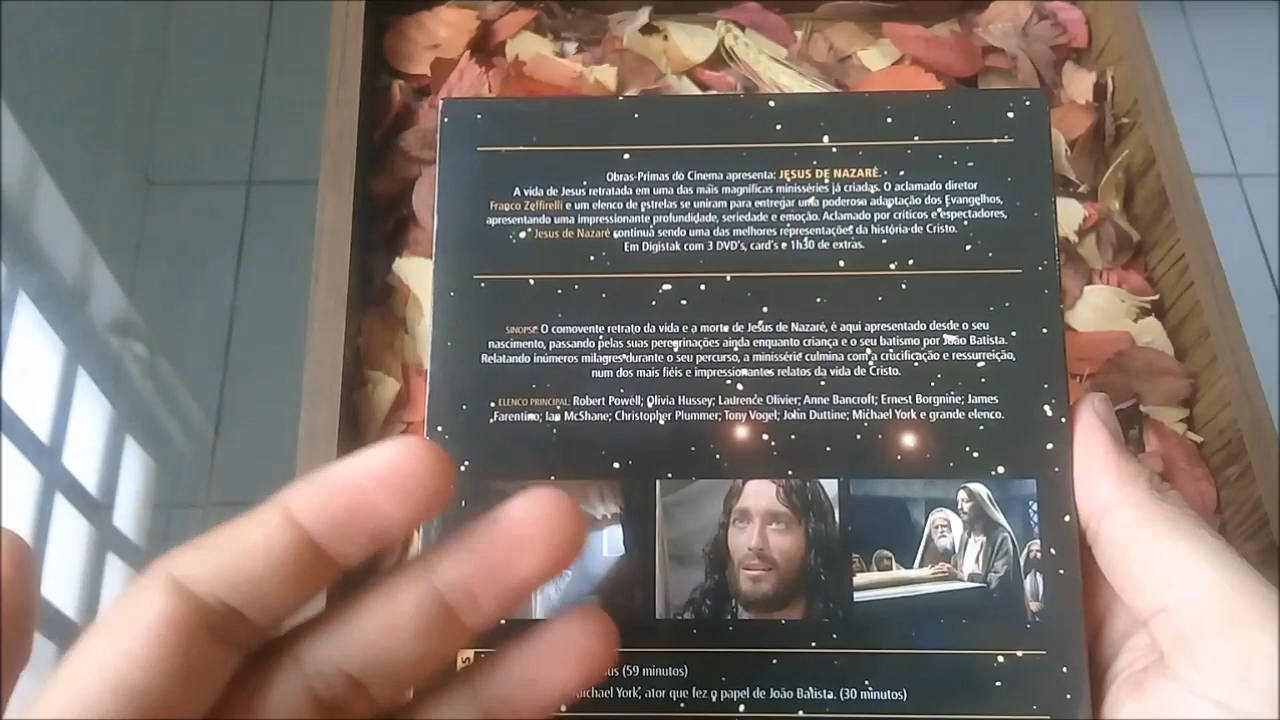 Obras-Primas do Cinema apresenta: JESUS DE NAZARÉ.
A vida de Jesus retratada em uma das mais magníficas minisséries já criadas. O aclamado diretor
Franco Zeffirelli e um elenco de estrelas se uniram para entregar uma poderosa adaptação dos Evangelhos,
apresentando uma impressionante profundidade, seriedade e emoção. Aclamado por críticos e espectadores,
Jesus de Nazaré continua sendo uma das melhores representações da história de Cristo.
Em Digistak com 3 DVD's, card's e 1h30 de extras.
SINOPSE: O comovente retrato da vida e a morte de Jesus de Nazaré, é aqui apresentado desde o seu
nascimento, passando pelas suas peregrinações ainda enquanto criança e o seu batismo por João Batista.
Relatando inúmeros milagres durante o seu percurso, a minissérie culmina com a crucificação e ressurreição,
num dos mais fiéis e impressionantes relatos da vida de Cristo.
ELENCO PRINCIPAL: Robert Powell; Olivia Hussey; Laurence Olivier; Anne Bancroft; Ernest Borgnine; James
Farentino; Ian McShane; Christopher Plummer; Tony Vogel; John Duttine; Michael York e grande elenco.
(59 minutos)
York, ator que fez o papel de João Batista. (30 minutos)